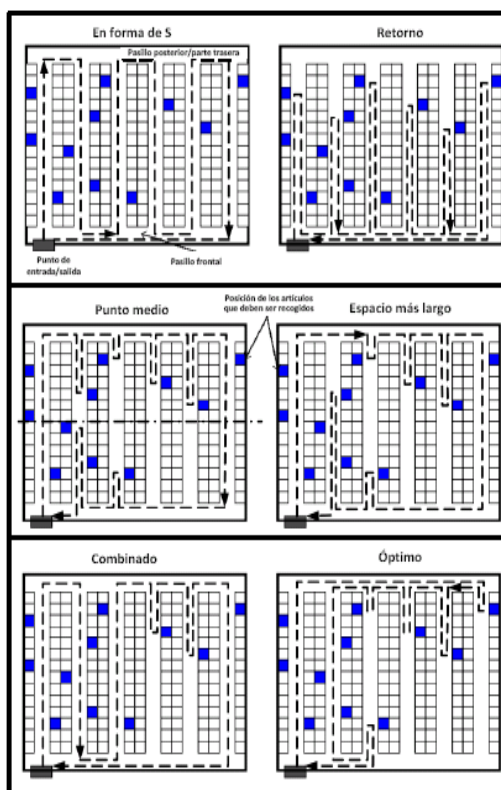 En forma de S
Pasillo posterior/parte trasera
Retorno
Punto de
entrada/salida
Pasillo frontal
Punto medio
Posición de los artículos
que deben ser recogidos
Espacio más largo
Combinado
Óptimo